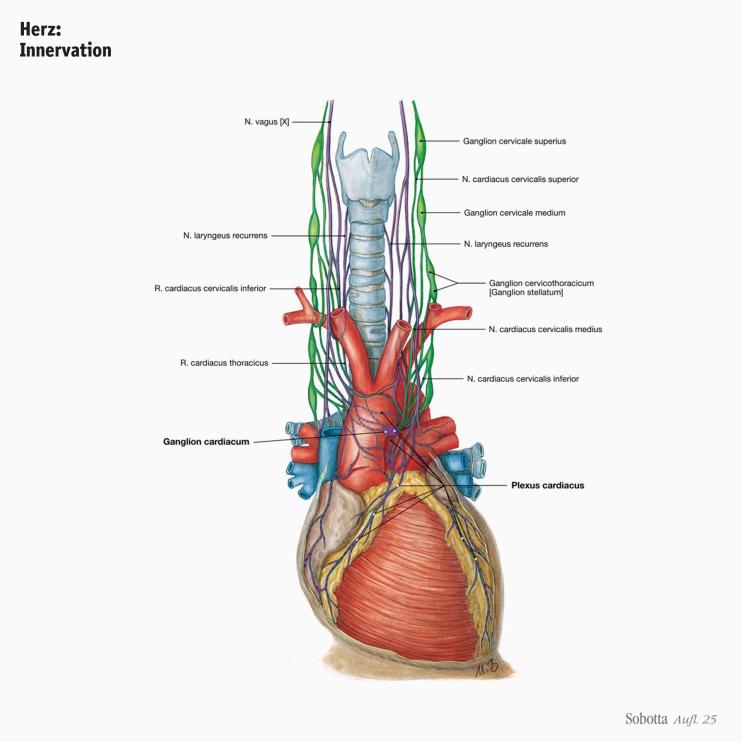 Herz:
Innervation
N. vagus [X]
Ganglion cervicale superius
N. cardiacus cervicalis superior
Ganglion cervicale medium
N. laryngeus recurrens
N. laryngeus recurrens
R. cardiacus cervicalis inferior
Ganglion cervicothoracicum
[Ganglion stellatum]
N. cardiacus cervicalis medius
R. cardiacus thoracicus
N. cardiacus cervicalis inferior
Ganglion cardiacum
Plexus cardiacus
M.B
Sobotta Aufl. 25